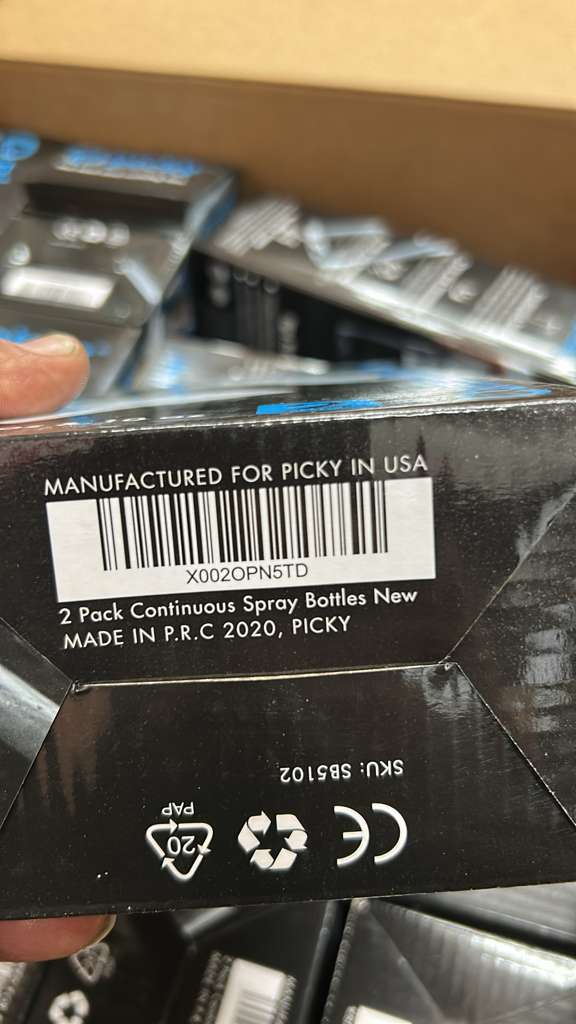 MANUFACTURED FOR PICKY IN USA
X002OPN5TD
2 Pack Continuous Spray Bottles New
MADE IN P.R.C 2020, PICKY
SKU: SB5102
CE
20
PAP